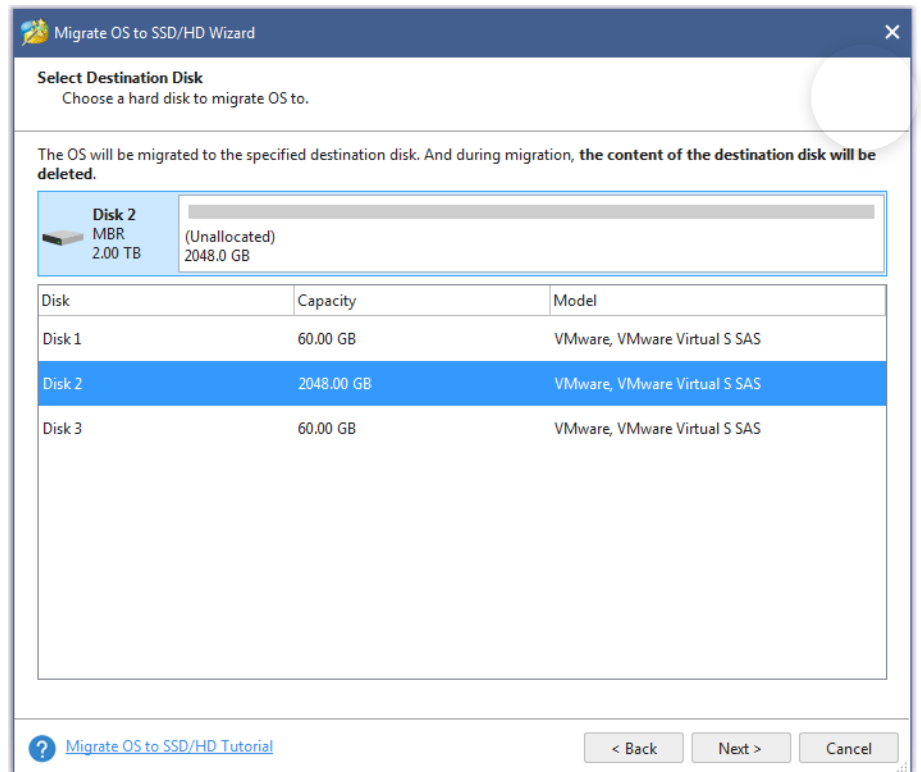 Migrate OS to SSD/HD Wizard
Select Destination Disk
Choose a hard disk to migrate OS to.
The OS will be migrated to the specified destination disk. And during migration, the content of the destination disk will be
deleted.
Disk 2
MBR
2.00 TB
(Unallocated)
2048.0 GB
Disk Capacity Model
Disk 1 60.00 GB VMware, VMware Virtual S SAS
Disk 2 2048.00 GB VMware, VMware Virtual S SAS
Disk 3 60.00 GB VMware, VMware Virtual S SAS
? Migrate OS to SSD/HD Tutorial < Back Next > Cancel